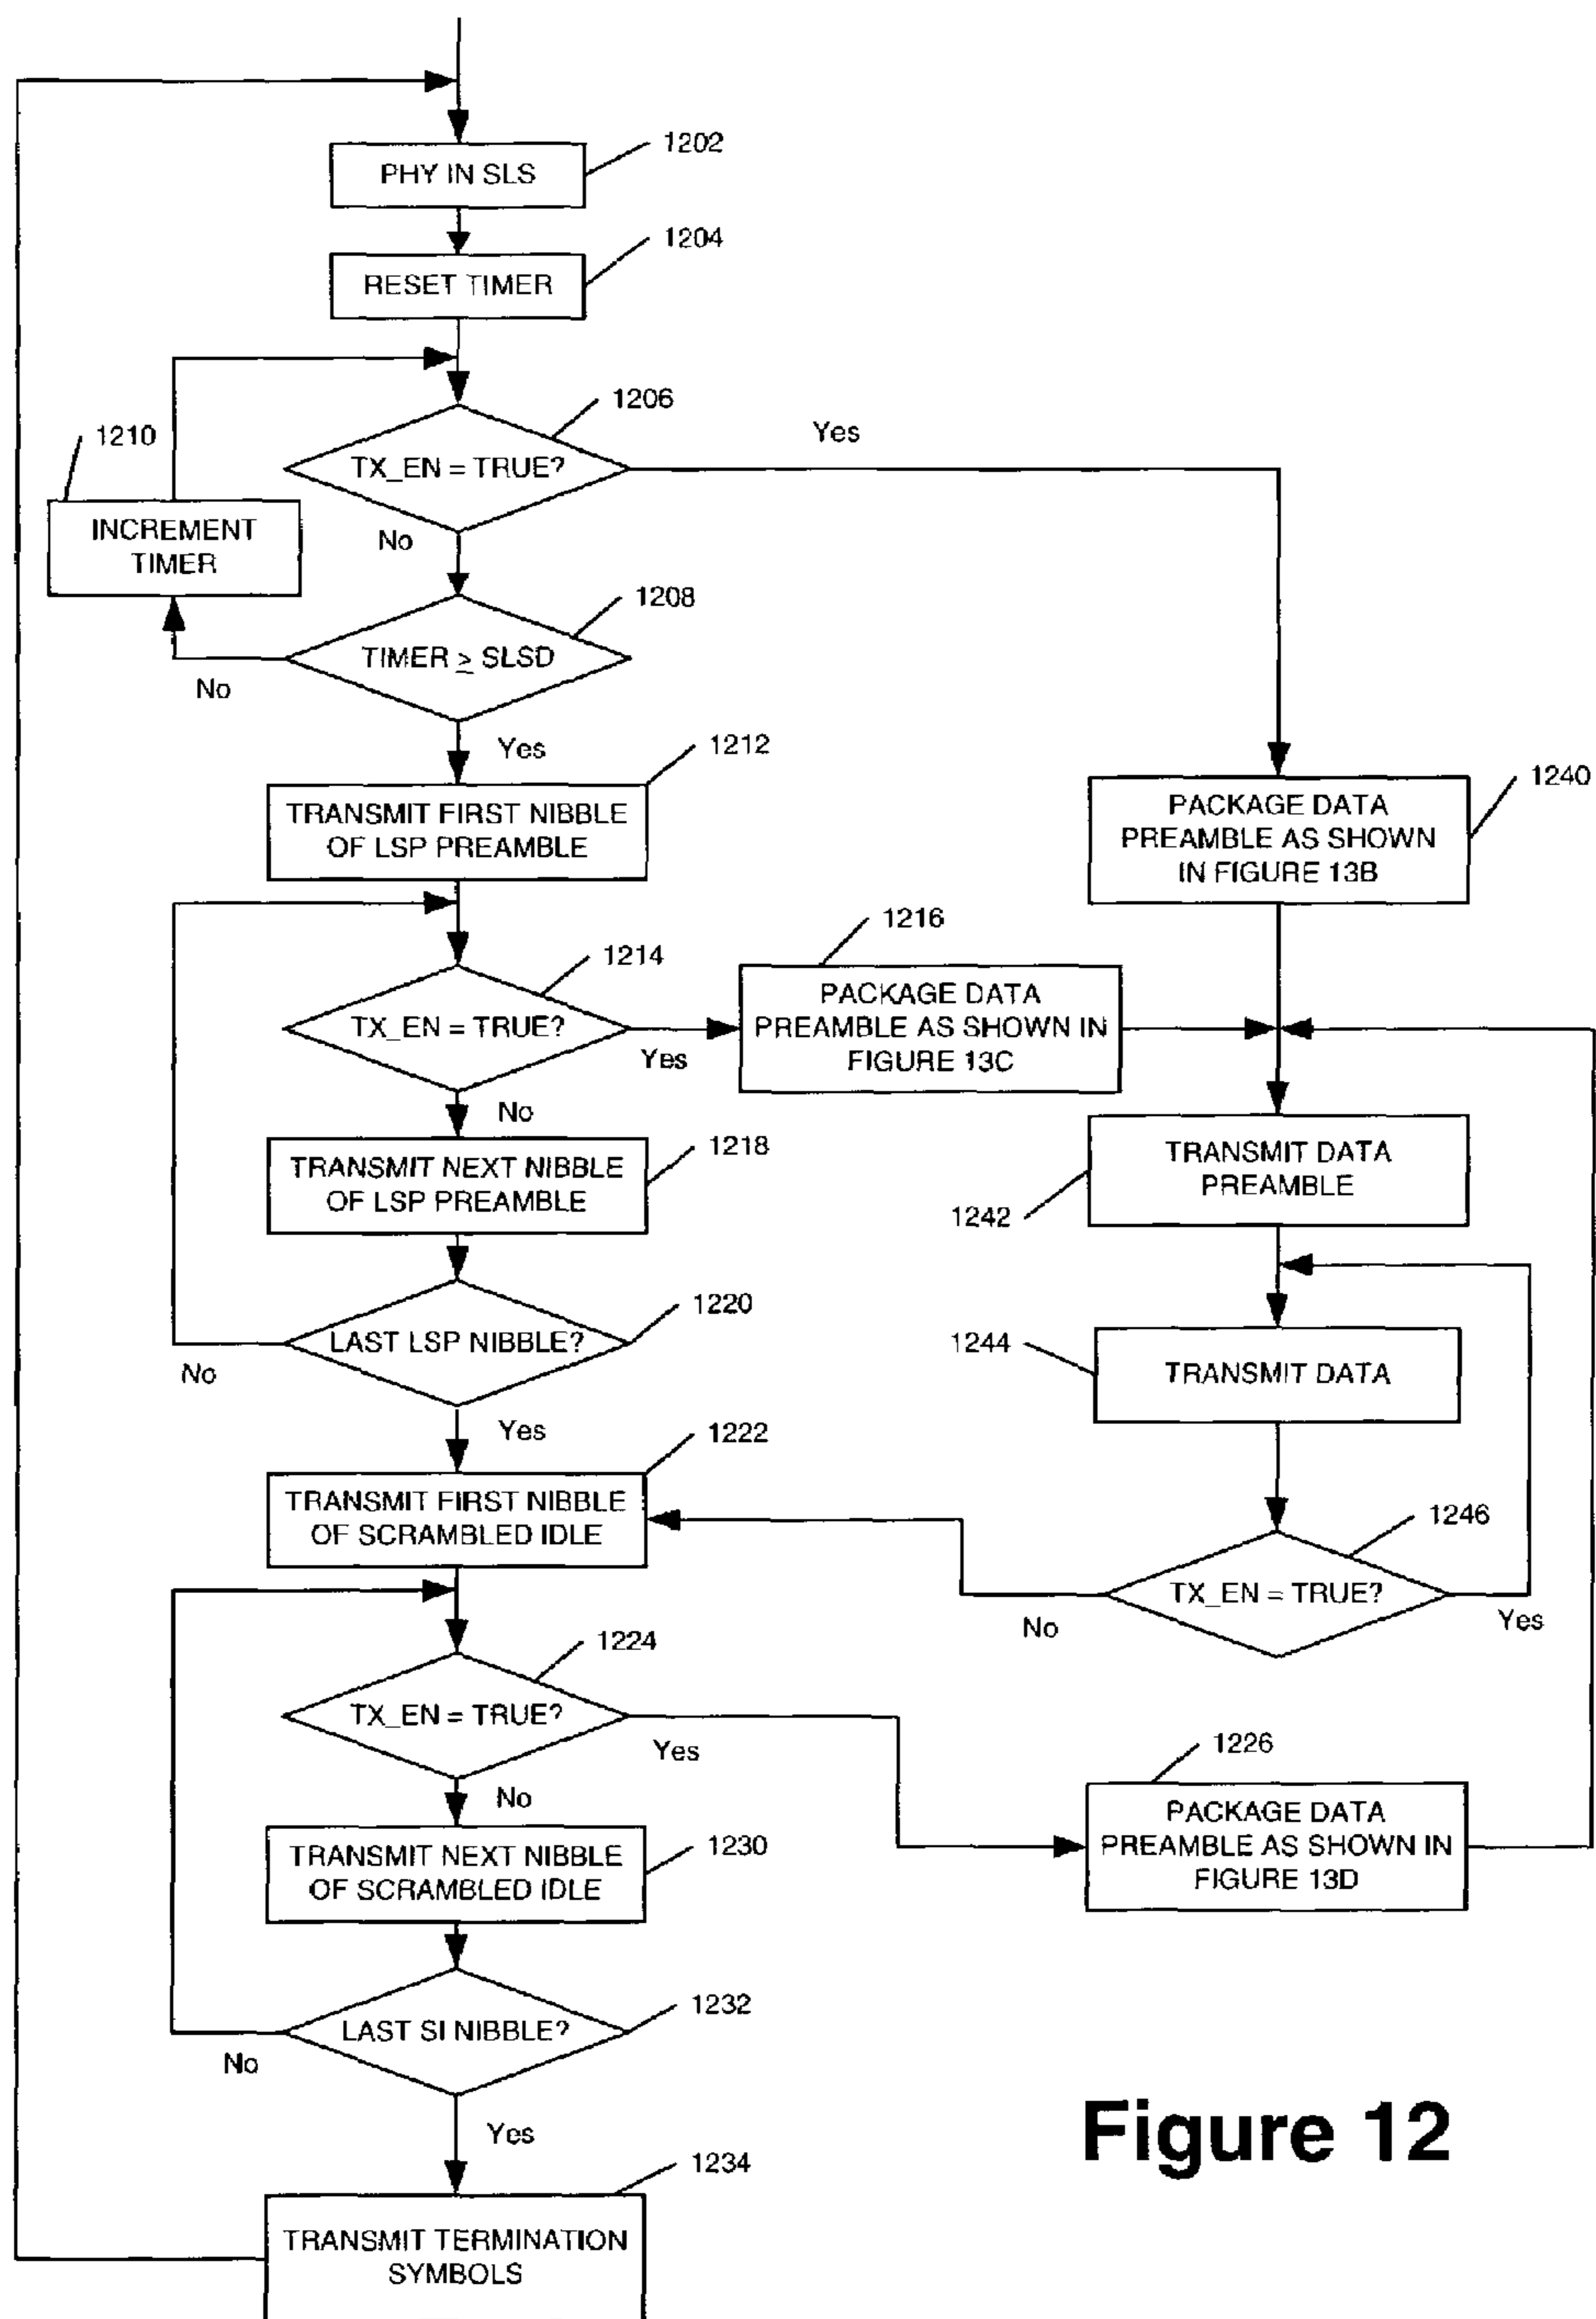 1202
PHY IN SLS
1204
RESET TIMER
1206
Yes
1210
TX_EN = TRUE?
INCREMENT
TIMER
No
1208
TIMER ≥ SLSD
No
Yes
1212
TRANSMIT FIRST NIBBLE
OF LSP PREAMBLE
1240
PACKAGE DATA
PREAMBLE AS SHOWN
IN FIGURE 13B
1216
1214
PACKAGE DATA
PREAMBLE AS SHOWN IN
FIGURE 13C
TX_EN = TRUE?
Yes
No
1218
TRANSMIT NEXT NIBBLE
OF LSP PREAMBLE
TRANSMIT DATA
PREAMBLE
1242
1220
LAST LSP NIBBLE?
No
1244
TRANSMIT DATA
Yes
1222
TRANSMIT FIRST NIBBLE
OF SCRAMBLED IDLE
1246
TX_EN = TRUE?
No
Yes
1224
TX_EN = TRUE?
Yes
1226
No
PACKAGE DATA
PREAMBLE AS SHOWN IN
FIGURE 13D
1230
TRANSMIT NEXT NIBBLE
OF SCRAMBLED IDLE
1232
LAST SI NIBBLE?
No
Yes
1234
TRANSMIT TERMINATION
SYMBOLS
Figure 12